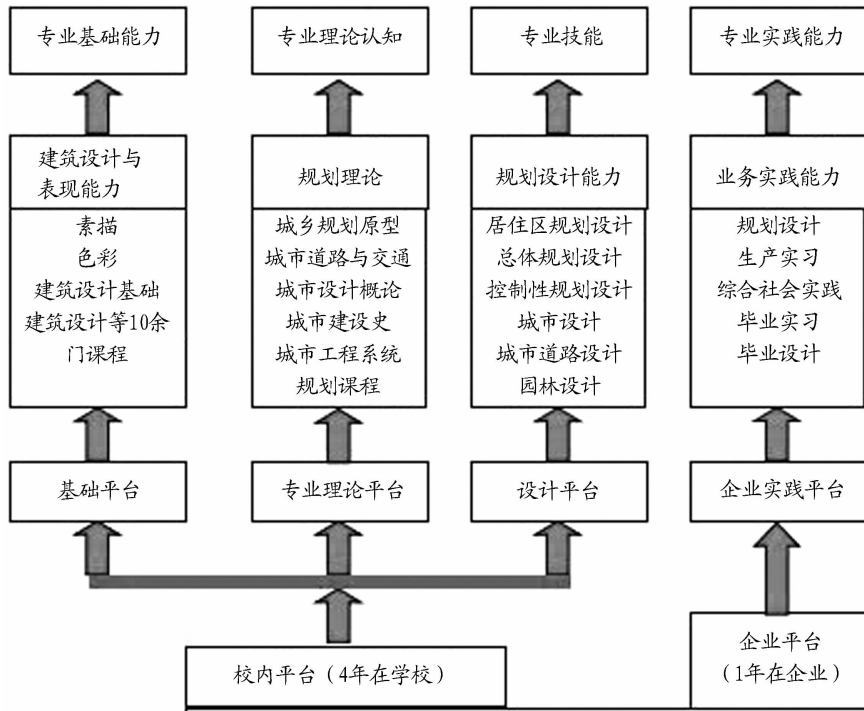 专业基础能力
专业理论认知
专业技能
专业实践能力
建筑设计与
表现能力
规划理论
规划设计能力
业务实践能力
素描
色彩
建筑设计基础
建筑设计等10余
门课程
城乡规划原型
城市道路与交通
城市设计概论
城市建设史
城市工程系统
规划课程
居住区规划设计
总体规划设计
控制性规划设计
城市设计
城市道路设计
园林设计
规划设计
生产实习
综合社会实践
毕业实习
毕业设计
基础平台
专业理论平台
设计平台
企业实践平台
校内平台（4年在学校）
企业平台
（1年在企业）